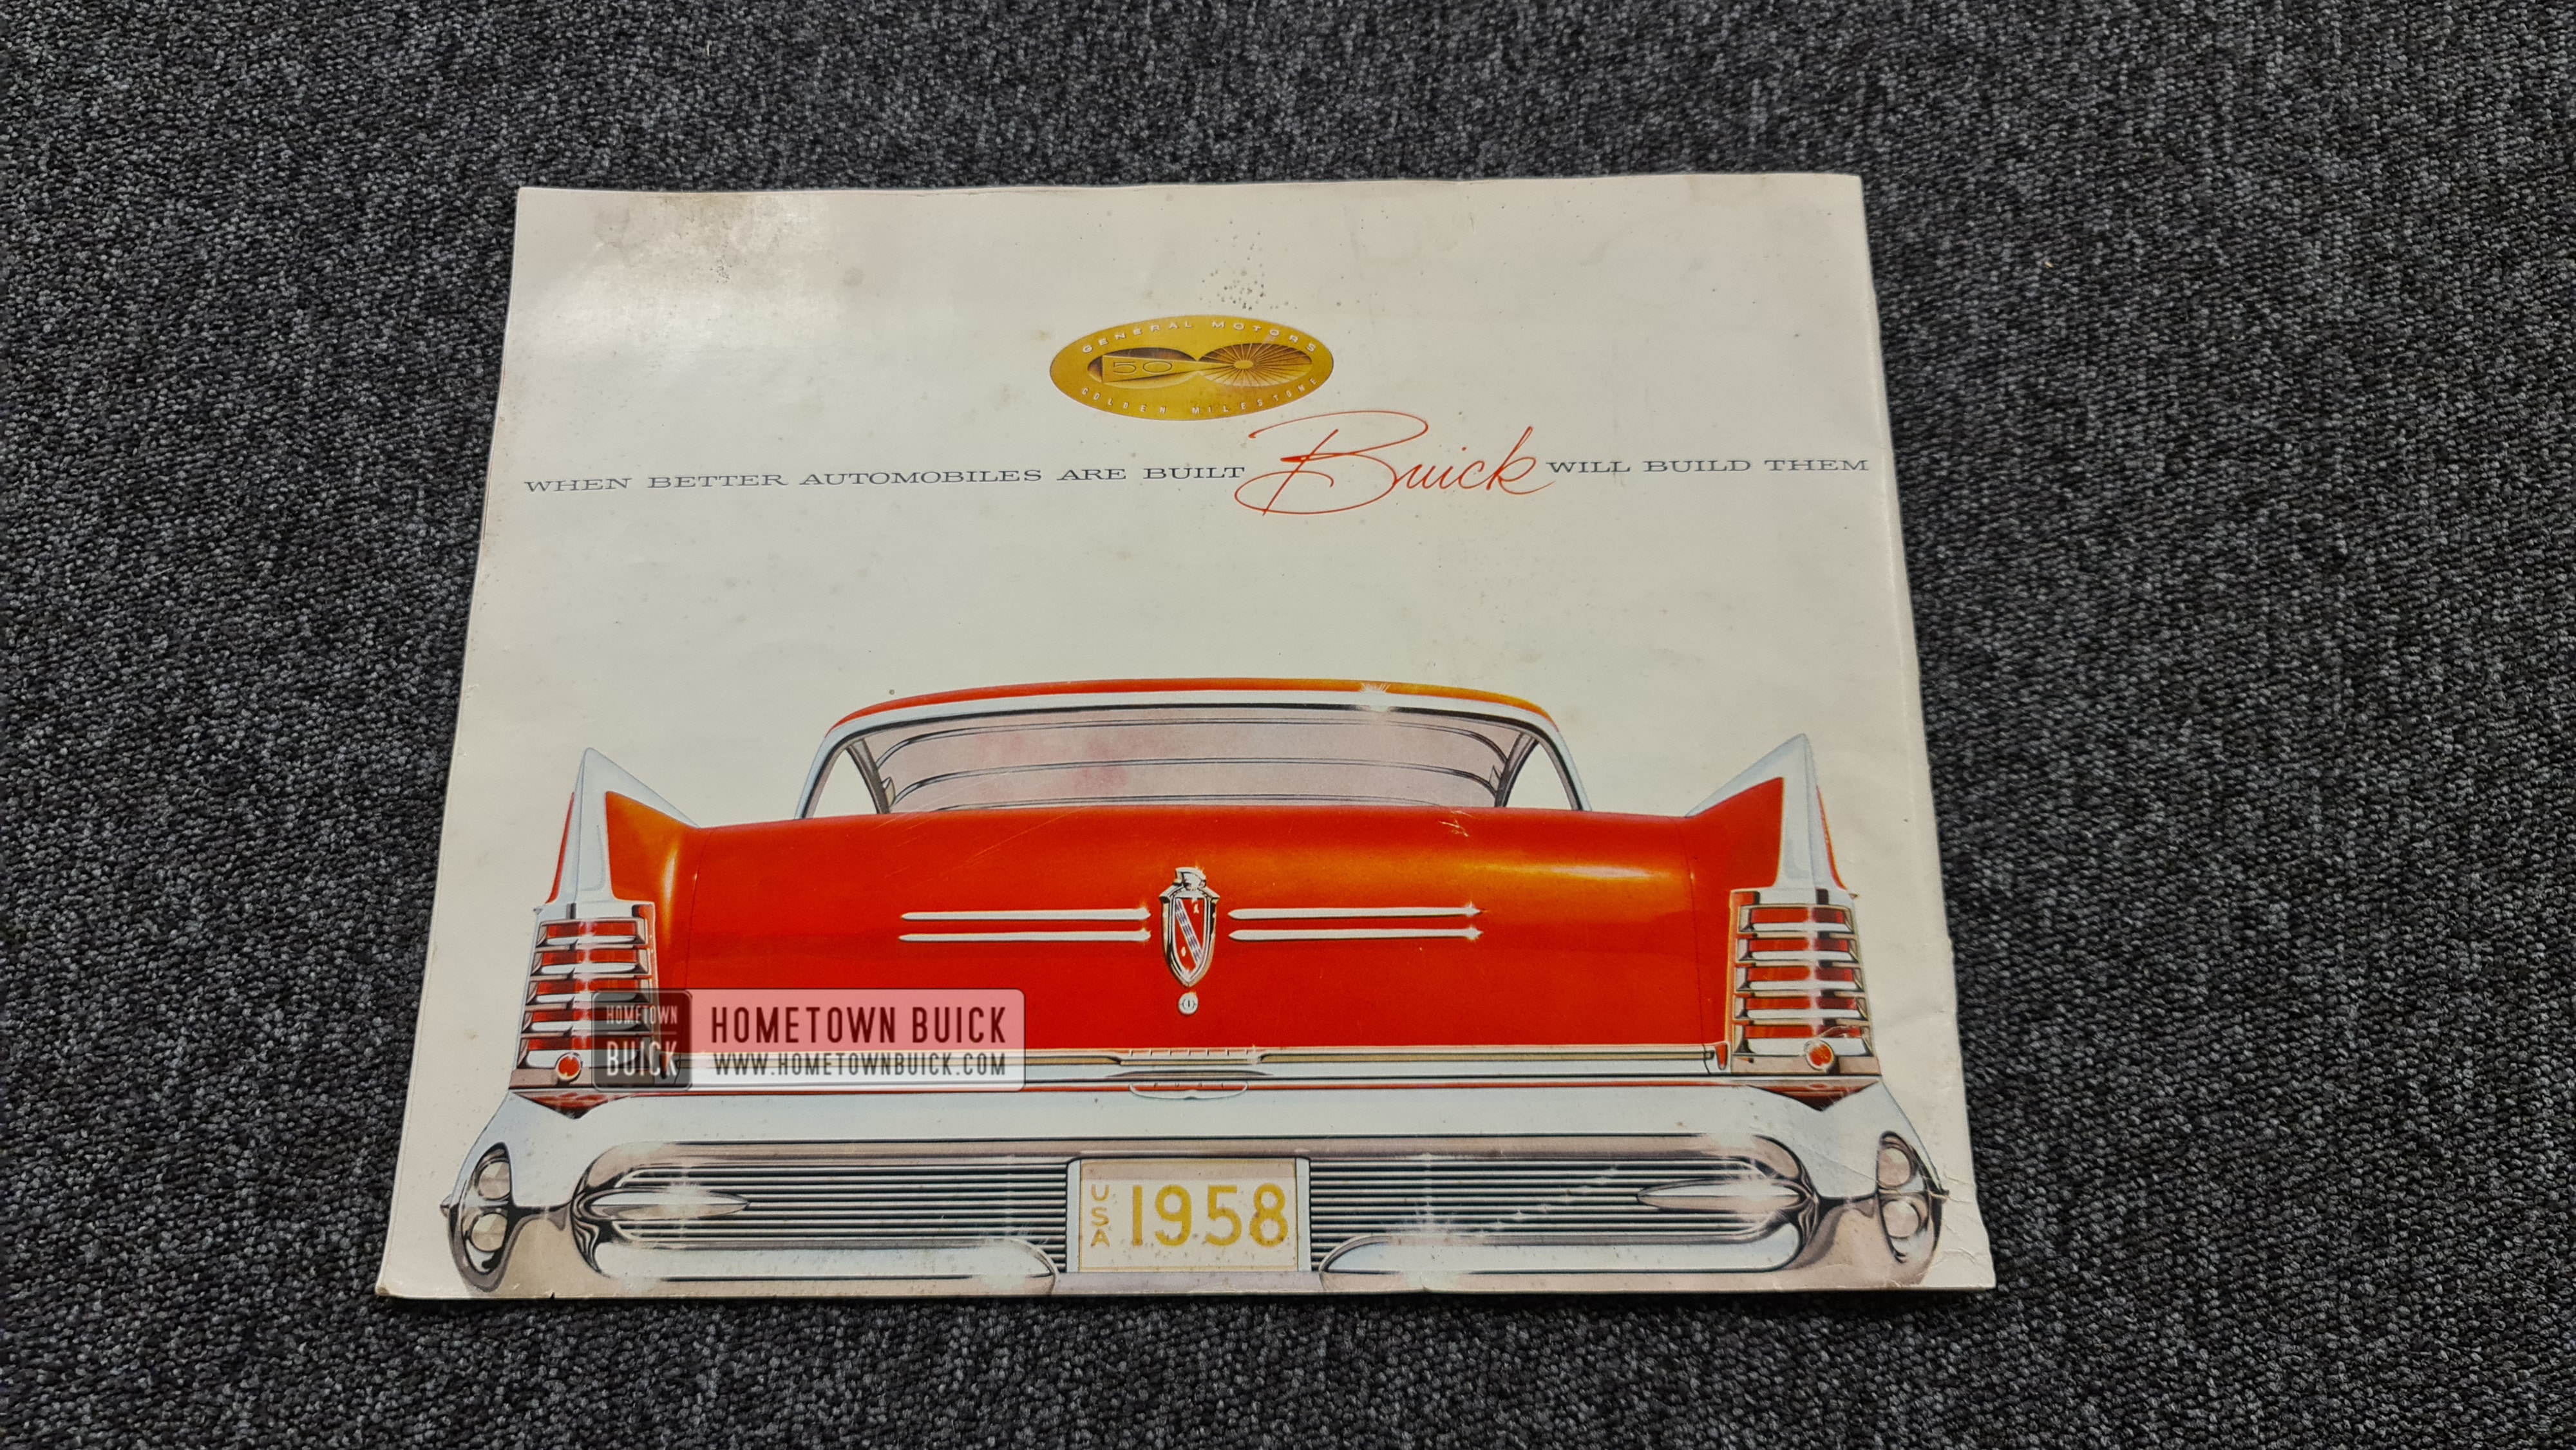 GENERAL MOTORS
50
GOLDEN MILESTONE
WHEN BETTER AUTOMOBILES ARE BUILT Buick WILL BUILD THEM
HOMETOWN BUICK
HOMETOWN BUICK
WWW.HOMETOWNBUICK.COM
USA 1958